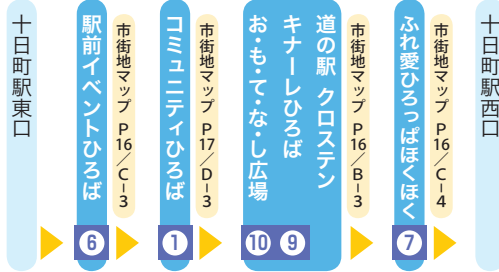 十日町駅東口
駅前イベントひろば
市街地マップ P16/C-3
⑥
コミュニティひろば
市街地マップ P17/D-3
①
道の駅 クロステン
キナーレひろば
お・も・て・な・し広場
市街地マップ P16/B-3
⑩ ⑨
ふれ愛ひろっぱほくほく
市街地マップ P16/C-4
⑦
十日町駅西口